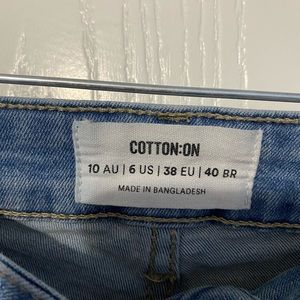 COTTON:ON
10 AU | 6 US | 38 EU | 40 BR
MADE IN BANGLADESH